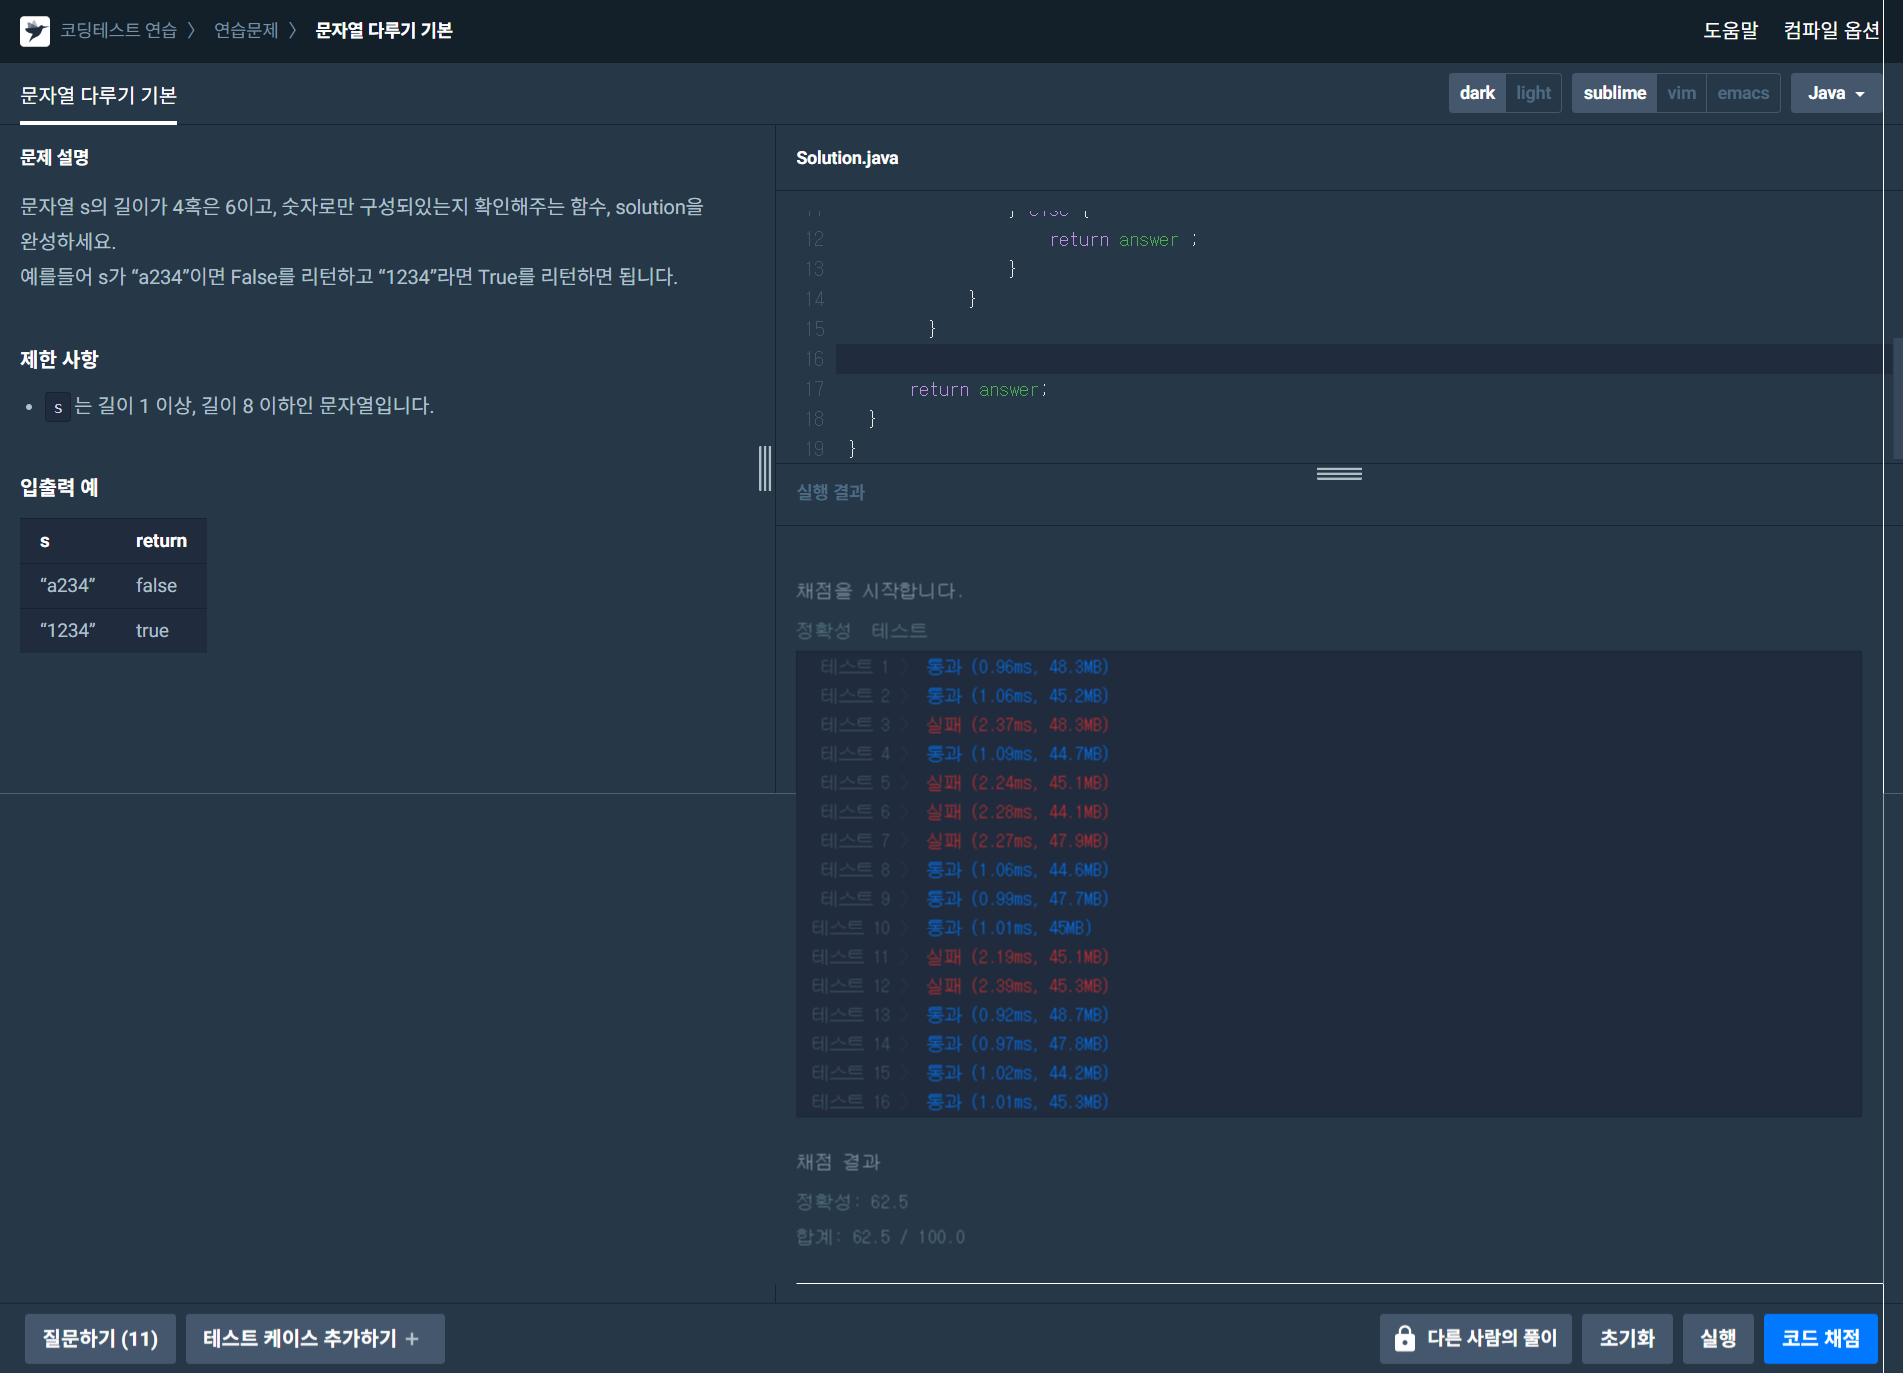 코딩테스트 연습 〉 연습문제 〉 문자열 다루기 기본
도움말 컴파일 옵션
문자열 다루기 기본
dark light sublime vim emacs Java
문제 설명
문자열 s의 길이가 4혹은 6이고, 숫자로만 구성되있는지 확인해주는 함수, solution을
완성하세요.
예를들어 s가 “a234”이면 False를 리턴하고 “1234”라면 True를 리턴하면 됩니다.
제한 사항
• s 는 길이 1 이상, 길이 8 이하인 문자열입니다.
입출력 예
s return
“a234” false
“1234” true
Solution.java
11 } else {
12 return answer ;
13 }
14 }
15 }
16
17 return answer;
18 }
19 }
실행 결과
채점을 시작합니다.
정확성 테스트
테스트 1 〉 통과 (0.96ms, 48.3MB)
테스트 2 〉 통과 (1.06ms, 45.2MB)
테스트 3 〉 실패 (2.37ms, 48.3MB)
테스트 4 〉 통과 (1.09ms, 44.7MB)
테스트 5 〉 실패 (2.24ms, 45.1MB)
테스트 6 〉 실패 (2.28ms, 44.1MB)
테스트 7 〉 실패 (2.27ms, 47.9MB)
테스트 8 〉 통과 (1.06ms, 44.6MB)
테스트 9 〉 통과 (0.99ms, 47.7MB)
테스트 10 〉 통과 (1.01ms, 45MB)
테스트 11 〉 실패 (2.19ms, 45.1MB)
테스트 12 〉 실패 (2.39ms, 45.3MB)
테스트 13 〉 통과 (0.92ms, 48.7MB)
테스트 14 〉 통과 (0.97ms, 47.8MB)
테스트 15 〉 통과 (1.02ms, 44.2MB)
테스트 16 〉 통과 (1.01ms, 45.3MB)
채점 결과
정확성: 62.5
합계: 62.5 / 100.0
질문하기 (11) 테스트 케이스 추가하기 + 다른 사람의 풀이 초기화 실행 코드 채점